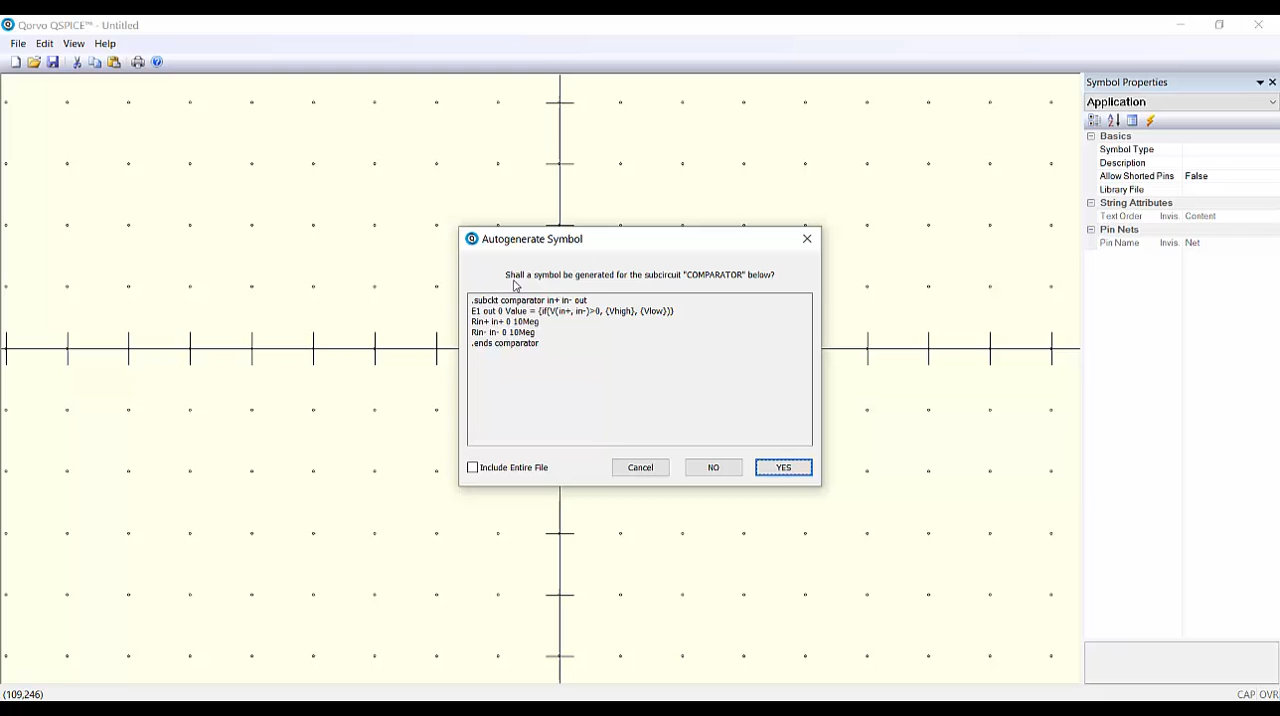 Qorvo QSPICE™ - Untitled
File Edit View Help
Symbol Properties
Application
Basics
Symbol Type
Description
Allow Shorted Pins False
Library File
String Attributes
Text Order Invis. Content
Pin Nets
Pin Name Invis. Net
Autogenerate Symbol
Shall a symbol be generated for the subcircuit "COMPARATOR" below?
.subckt comparator in+ in- out
E1 out 0 Value = {if(V(in+, in-)>0, {Vhigh}, {Vlow})}
Rin+ in+ 0 10Meg
Rin- in- 0 10Meg
.ends comparator
Include Entire File Cancel NO YES
(109,246) CAP OVR